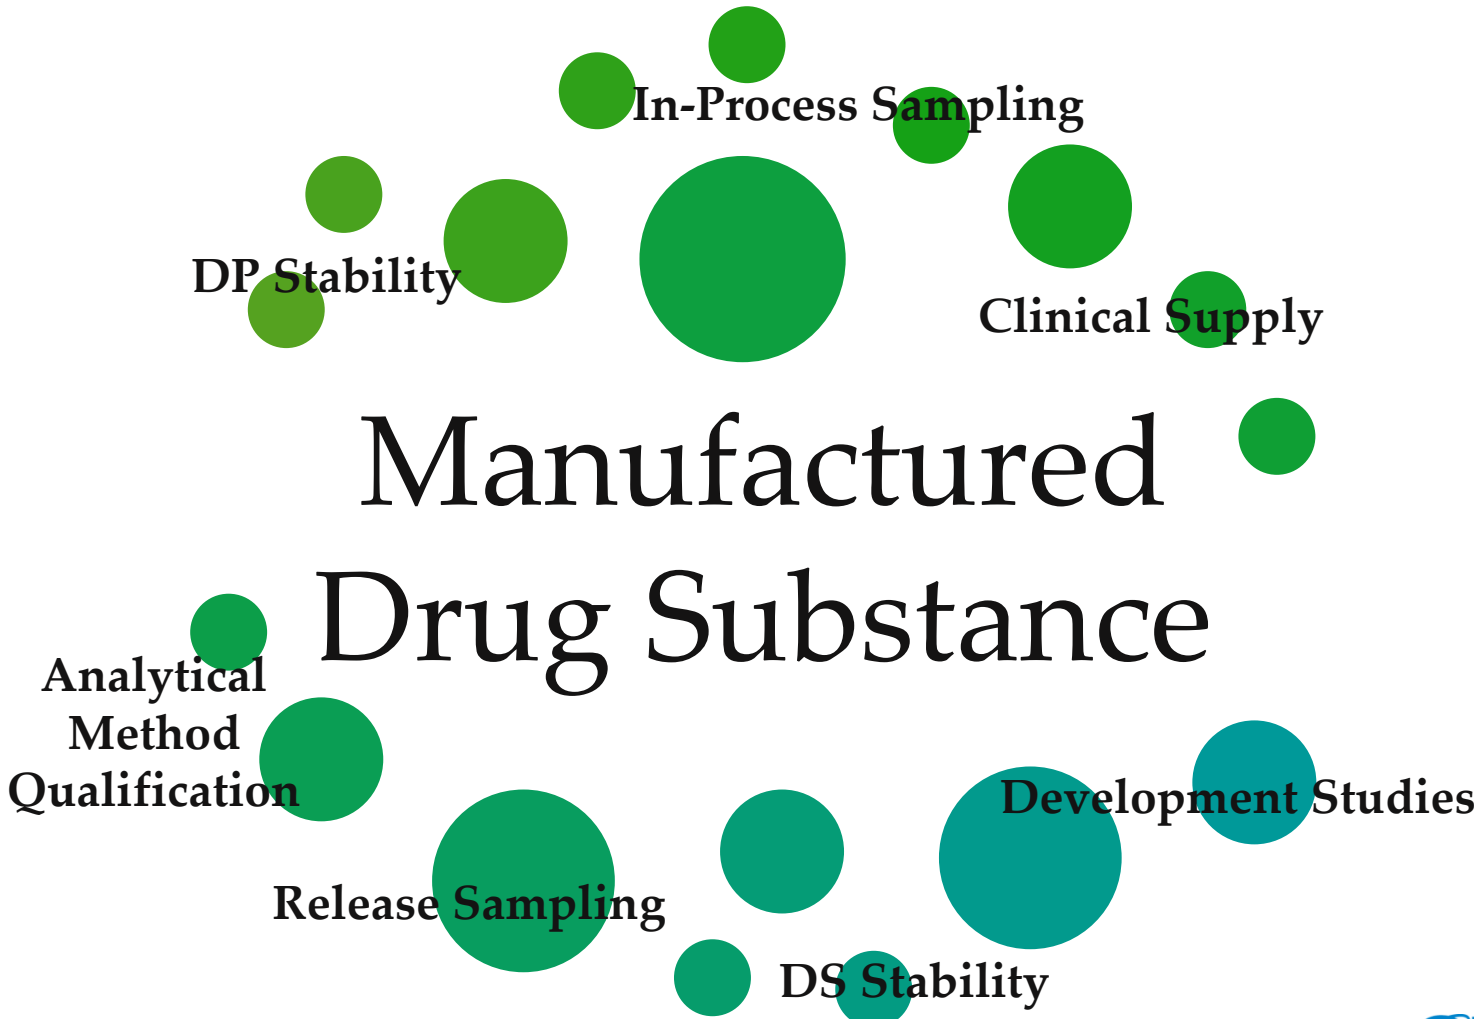 In-Process Sampling
DP Stability
Clinical Supply
Manufactured
Drug Substance
Analytical
Method
Qualification
Development Studies
Release Sampling
DS Stability